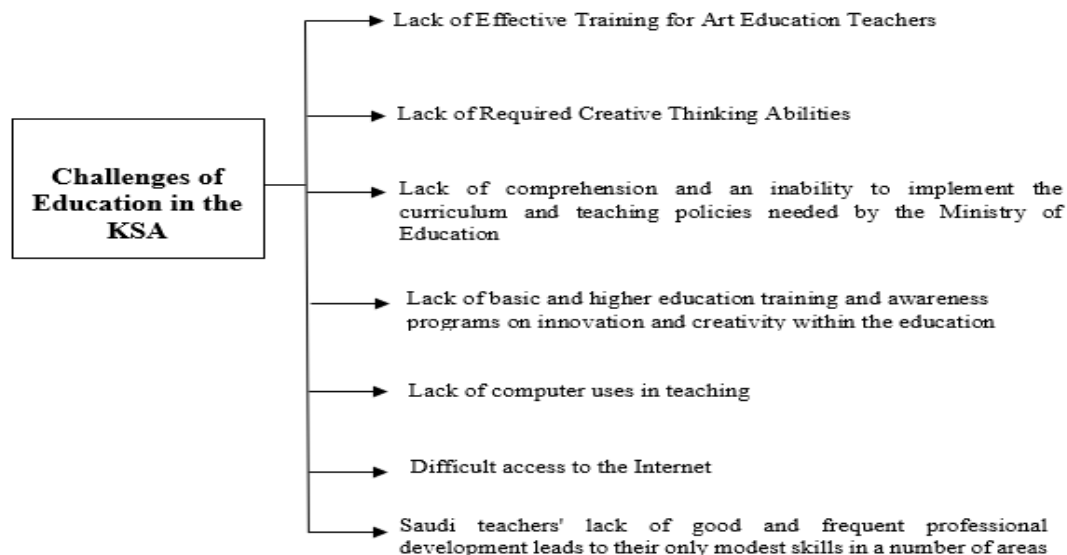 Lack of Effective Training for Art Education Teachers
Lack of Required Creative Thinking Abilities
Challenges of
Education in the
KSA
Lack of comprehension and an inability to implement the
curriculum and teaching policies needed by the Ministry of
Education
Lack of basic and higher education training and awareness
programs on innovation and creativity within the education
Lack of computer uses in teaching
Difficult access to the Internet
Saudi teachers' lack of good and frequent professional
development leads to their only modest skills in a number of areas